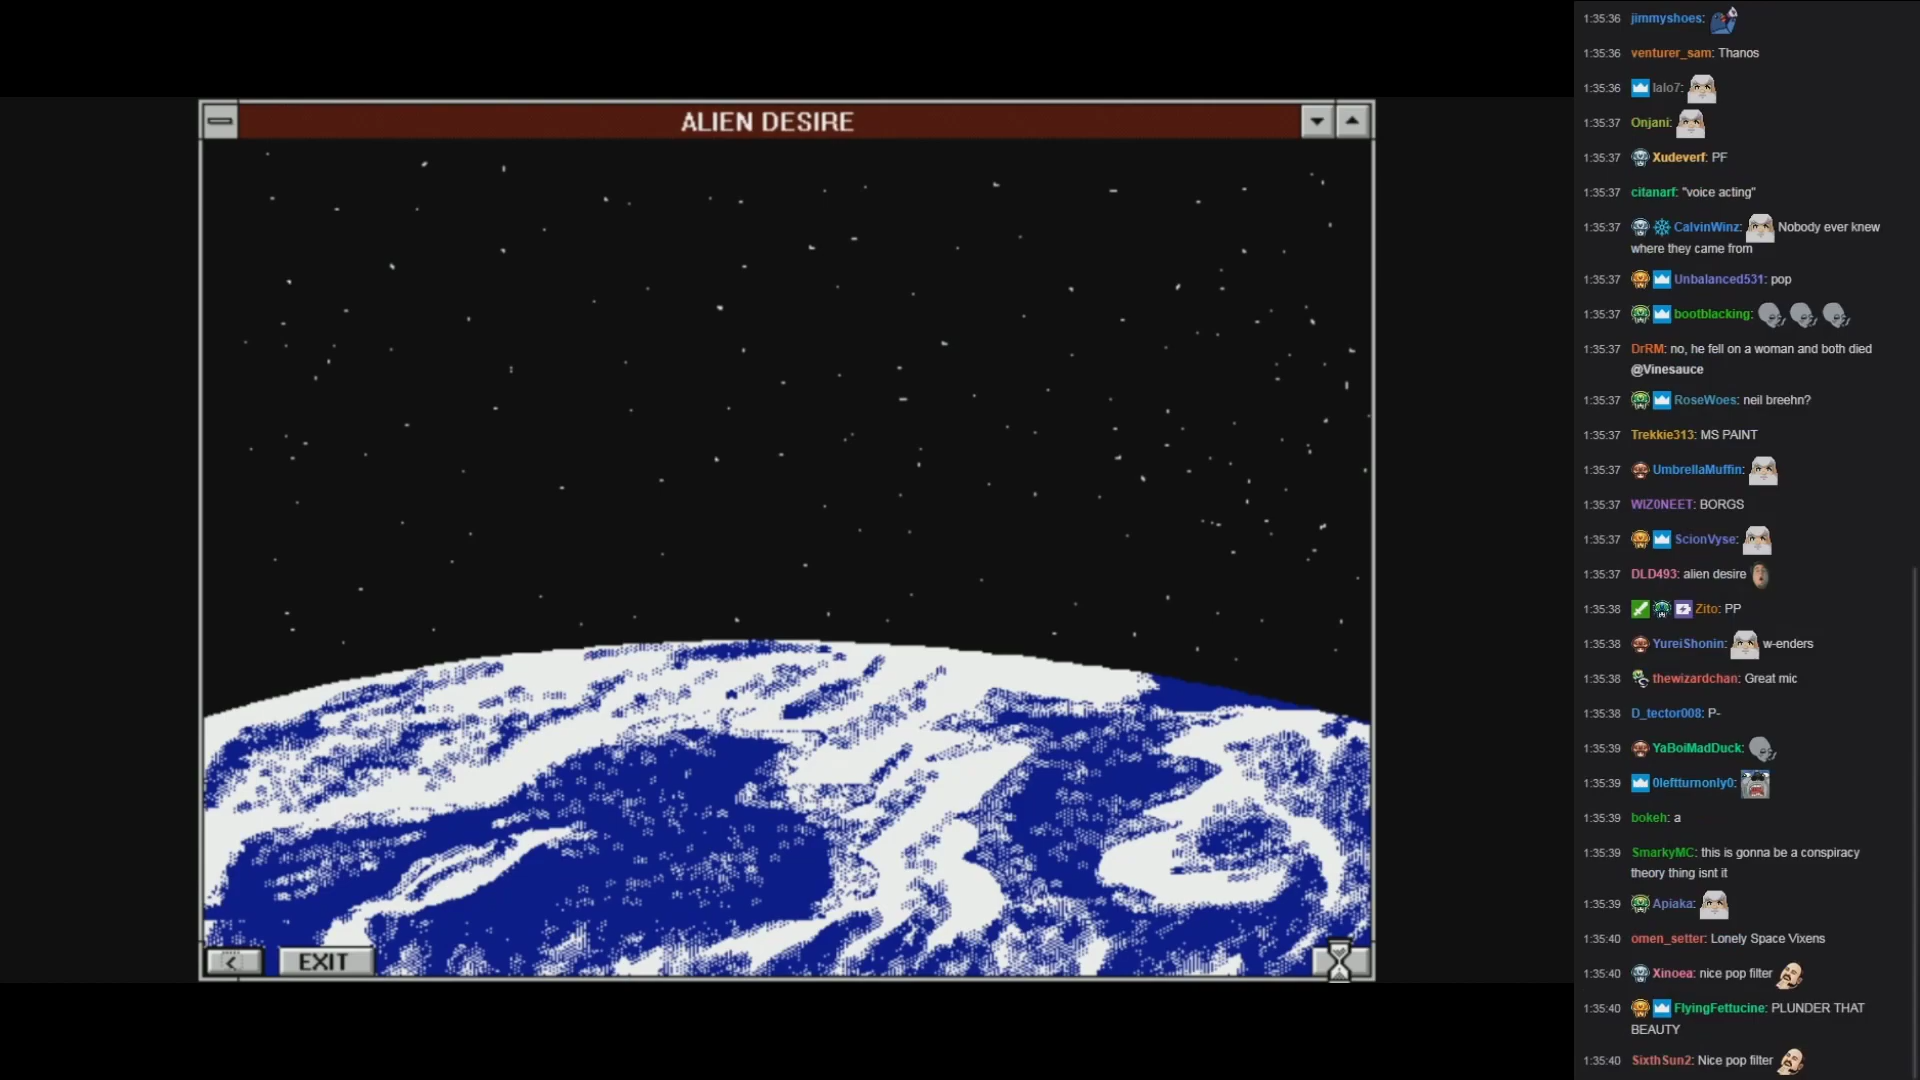 ALIEN DESIRE
< EXIT
1:35:36 jimmyshoes:
1:35:36 venturer_sam: Thanos
1:35:36 lalo7:
1:35:37 Onjani:
1:35:37 Xudeverf: PF
1:35:37 citanarf: "voice acting"
1:35:37 CalvinWinz: Nobody ever knew
where they came from
1:35:37 Unbalanced531: pop
1:35:37 bootblacking:
1:35:37 DrRM: no, he fell on a woman and both died
@Vinesauce
1:35:37 RoseWoes: neil breehn?
1:35:37 Trekkie313: MS PAINT
1:35:37 UmbrellaMuffin:
1:35:37 WIZ0NEET: BORGS
1:35:37 ScionVyse:
1:35:37 DLD493: alien desire
1:35:38 Zito: PP
1:35:38 YureiShonin: w-enders
1:35:38 thewizardchan: Great mic
1:35:38 D_tector008: P-
1:35:39 YaBoiMadDuck:
1:35:39 0leftturnonly0:
1:35:39 bokeh: a
1:35:39 SmarkyMC: this is gonna be a conspiracy
theory thing isnt it
1:35:39 Apiaka:
1:35:40 omen_setter: Lonely Space Vixens
1:35:40 Xinoea: nice pop filter
1:35:40 FlyingFettucine: PLUNDER THAT
BEAUTY
1:35:40 SixthSun2: Nice pop filter